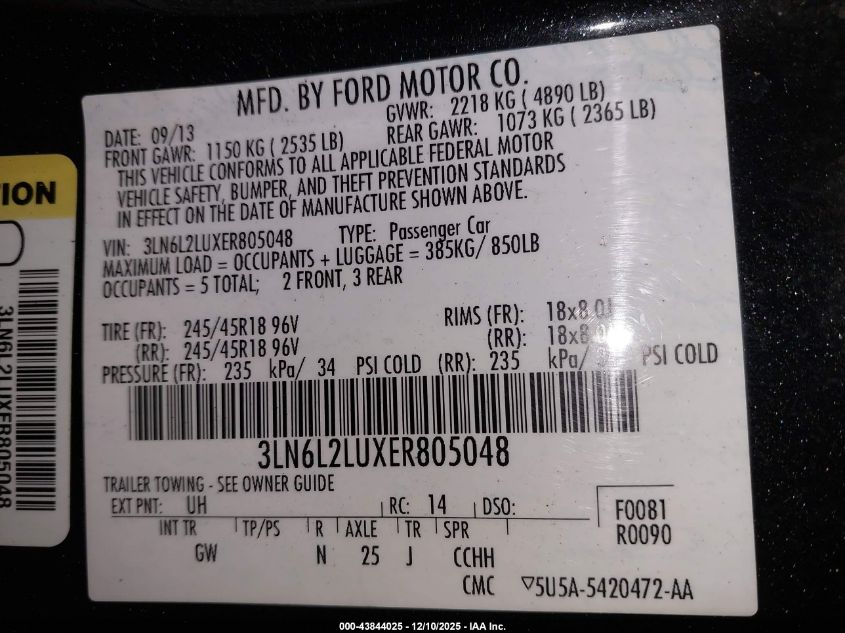 MFD. BY FORD MOTOR CO.
DATE: 09/13 GVWR: 2218 KG ( 4890 LB)
FRONT GAWR: 1150 KG ( 2535 LB) REAR GAWR: 1073 KG ( 2365 LB)
THIS VEHICLE CONFORMS TO ALL APPLICABLE FEDERAL MOTOR
VEHICLE SAFETY, BUMPER, AND THEFT PREVENTION STANDARDS
IN EFFECT ON THE DATE OF MANUFACTURE SHOWN ABOVE.
VIN: 3LN6L2LUXER805048 TYPE: Passenger Car
MAXIMUM LOAD = OCCUPANTS + LUGGAGE = 385KG/ 850LB
OCCUPANTS = 5 TOTAL; 2 FRONT, 3 REAR
TIRE (FR): 245/45R18 96V RIMS (FR): 18x8.0J
(RR): 245/45R18 96V (RR):
PRESSURE (FR): 235 kPa/ 34 PSI COLD (RR): 235 kPa/ PSI COLD
3LN6L2LUXER805048
TRAILER TOWING - SEE OWNER GUIDE
EXT PNT: UH RC: 14 DSO: F0081
R0090
INT TR TP/PS R AXLE TR SPR
GW N 25 J CCHH
CMC ▽5U5A-5420472-AA
TION
3LN6L2LUXER805048
000-43844025 - 12/10/2025 - IAA Inc.